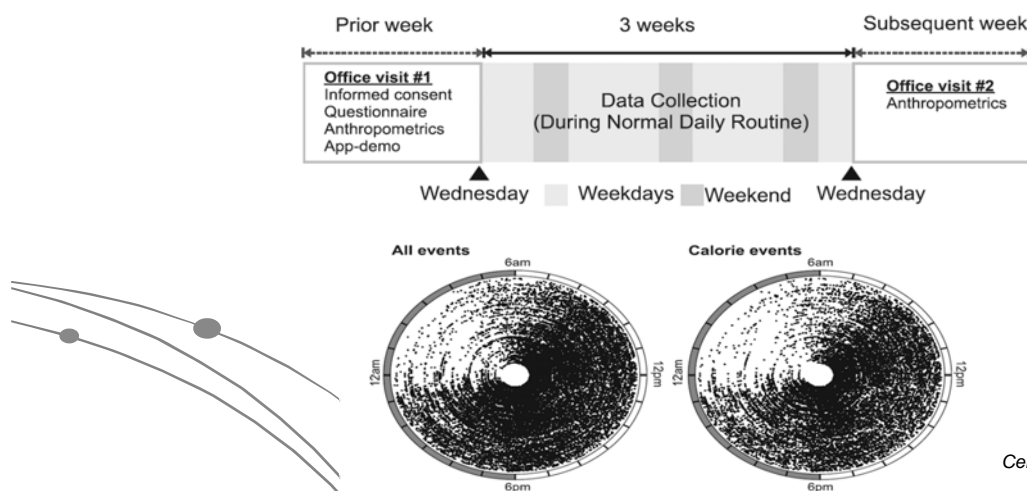 Prior week
3 weeks
Subsequent week
Office visit #1
Informed consent
Questionnaire
Anthropometrics
App-demo
Data Collection
(During Normal Daily Routine)
Office visit #2
Anthropometrics
Wednesday
Weekdays
Weekend
Wednesday
All events
6am
12am
12pm
6pm
Calorie events
6am
12am
12pm
6pm